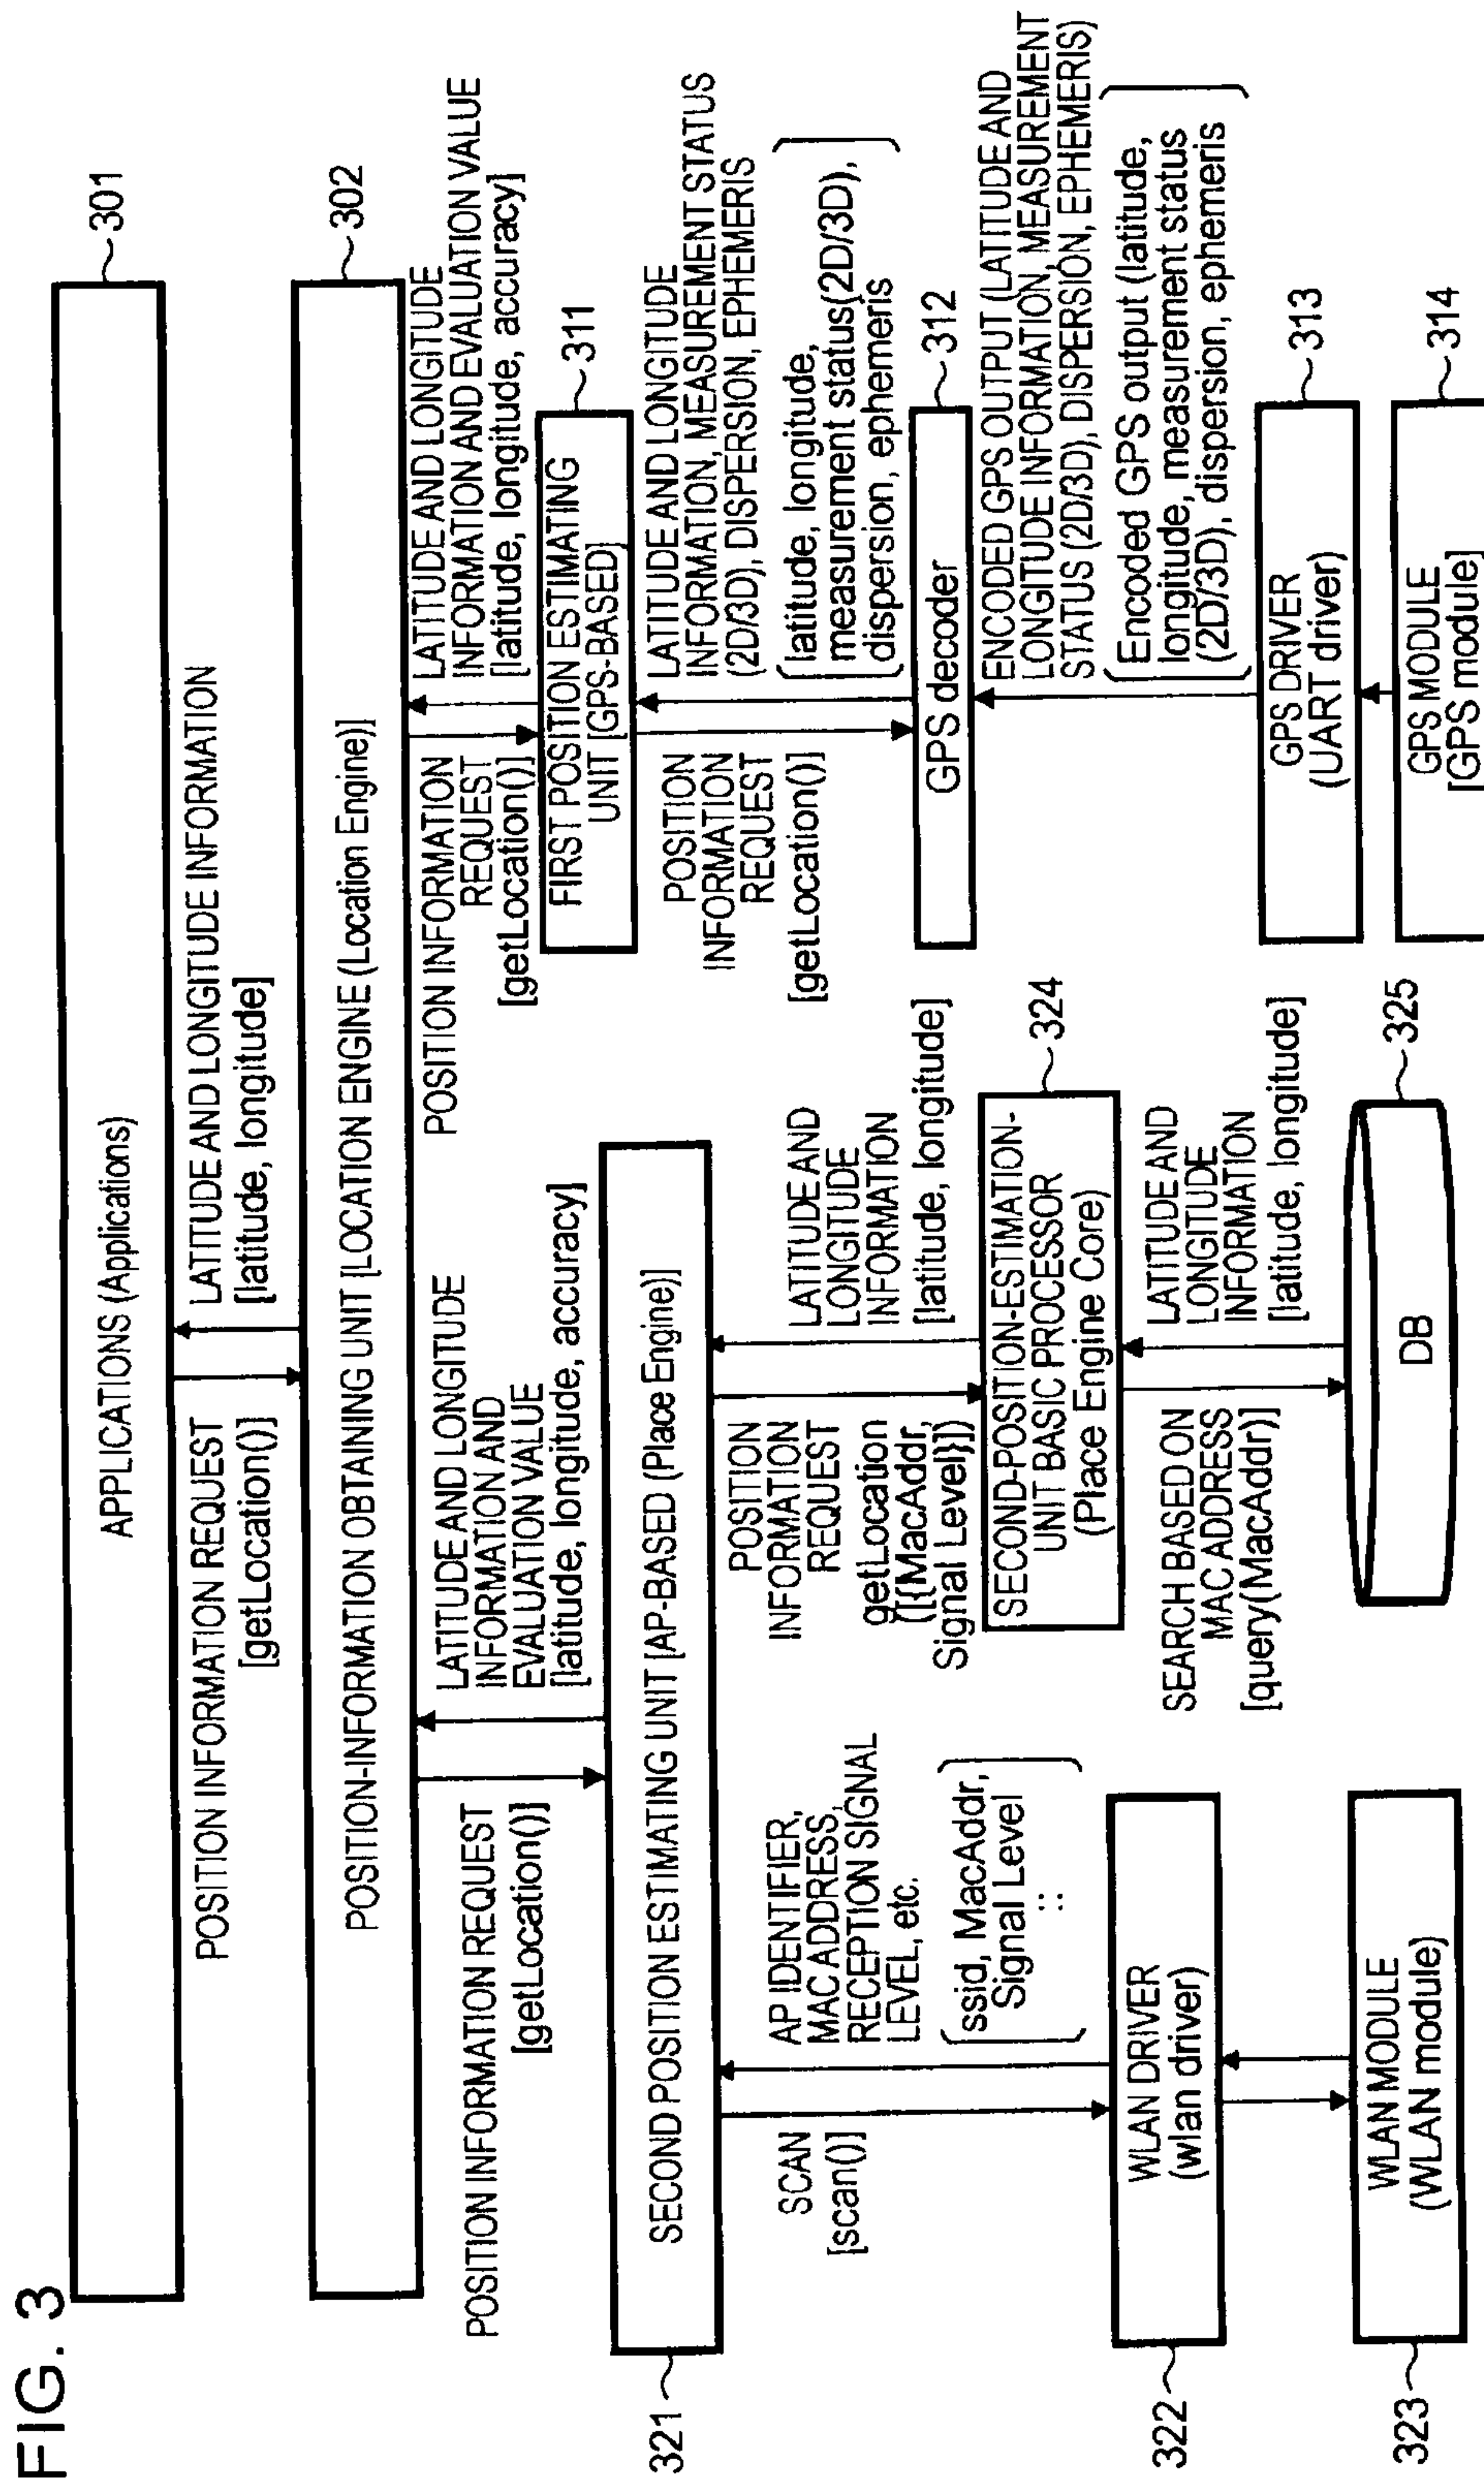 FIG. 3
APPLICATIONS (Applications)
301
POSITION INFORMATION REQUEST
[getLocation()]
LATITUDE AND LONGITUDE INFORMATION
[latitude, longitude]
POSITION-INFORMATION OBTAINING UNIT [LOCATION ENGINE (Location Engine)]
302
POSITION INFORMATION REQUEST
[getLocation()]
LATITUDE AND LONGITUDE
INFORMATION AND
EVALUATION VALUE
[latitude, longitude, accuracy]
POSITION INFORMATION
REQUEST
[getLocation()]
LATITUDE AND LONGITUDE
INFORMATION AND EVALUATION VALUE
[latitude, longitude, accuracy]
FIRST POSITION ESTIMATING
UNIT [GPS-BASED]
311
321
SECOND POSITION ESTIMATING UNIT [AP-BASED (Place Engine)]
POSITION
INFORMATION
REQUEST
[getLocation()]
LATITUDE AND LONGITUDE
INFORMATION, MEASUREMENT STATUS
(2D/3D), DISPERSION, EPHEMERIS
latitude, longitude,
measurement status(2D/3D),
dispersion, ephemeris
SCAN
[scan()]
AP IDENTIFIER,
MAC ADDRESS,
RECEPTION SIGNAL
LEVEL, etc.
ssid, MacAddr,
Signal Level
::
POSITION
INFORMATION
REQUEST
getLocation
([{MacAddr,
Signal Level}])
LATITUDE AND
LONGITUDE
INFORMATION
[latitude, longitude]
GPS decoder
312
SECOND-POSITION-ESTIMATION-
UNIT BASIC PROCESSOR
(Place Engine Core)
324
ENCODED GPS OUTPUT (LATITUDE AND
LONGITUDE INFORMATION, MEASUREMENT
STATUS (2D/3D), DISPERSION, EPHEMERIS)
Encoded GPS output (latitude,
longitude, measurement status
(2D/3D), dispersion, ephemeris
322
WLAN DRIVER
(wlan driver)
SEARCH BASED ON
MAC ADDRESS
[query(MacAddr)]
LATITUDE AND
LONGITUDE
INFORMATION
[latitude, longitude]
GPS DRIVER
(UART driver)
313
323
WLAN MODULE
(WLAN module)
DB
325
GPS MODULE
[GPS module]
314